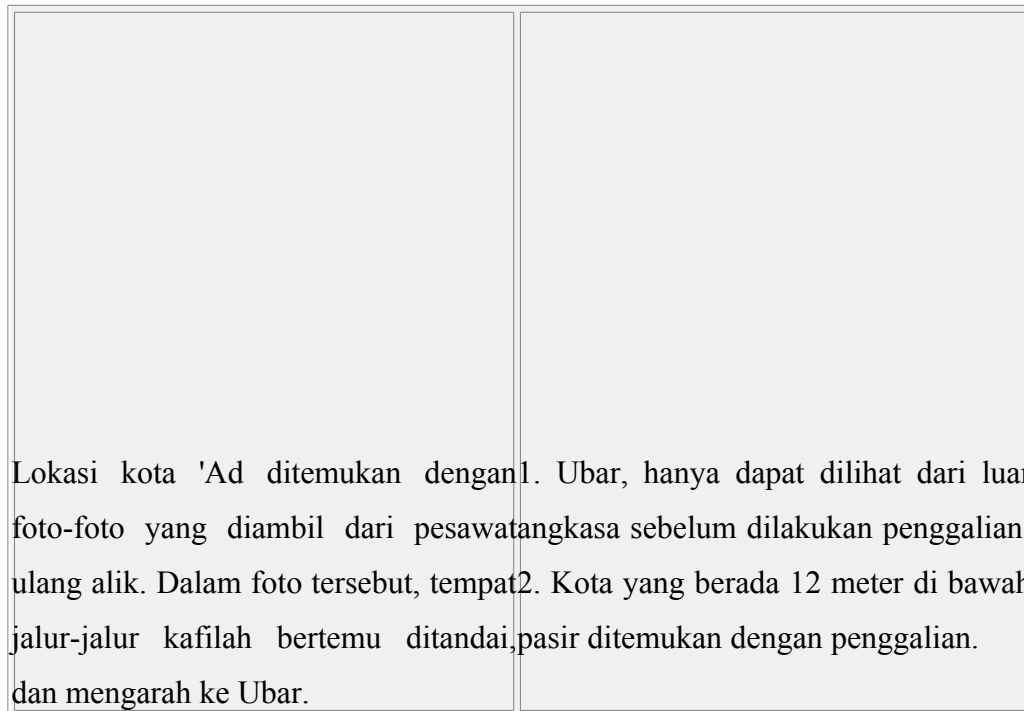 Lokasi kota 'Ad ditemukan dengan
foto-foto yang diambil dari pesawat
ulang alik. Dalam foto tersebut, tempat
jalur-jalur kafilah bertemu ditandai,
dan mengarah ke Ubar.
1. Ubar, hanya dapat dilihat dari luar
angkasa sebelum dilakukan penggalian
2. Kota yang berada 12 meter di bawah
pasir ditemukan dengan penggalian.